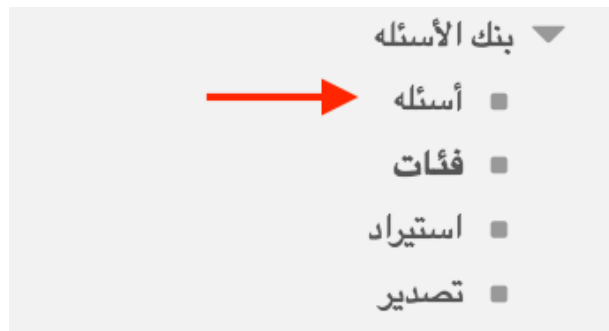 بنك الأسئله
أسئله
فئات
استيراد
تصدير